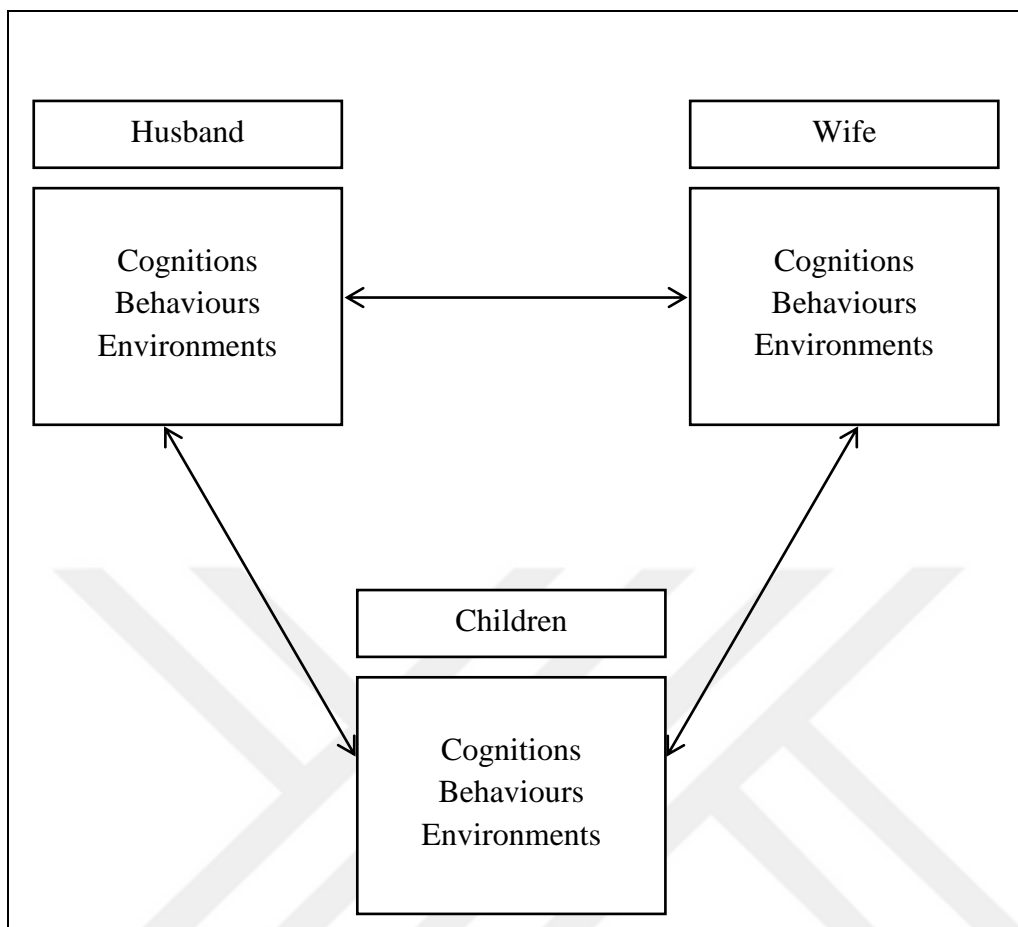 Husband
Wife
Cognitions
Behaviours
Environments
Cognitions
Behaviours
Environments
Children
Cognitions
Behaviours
Environments